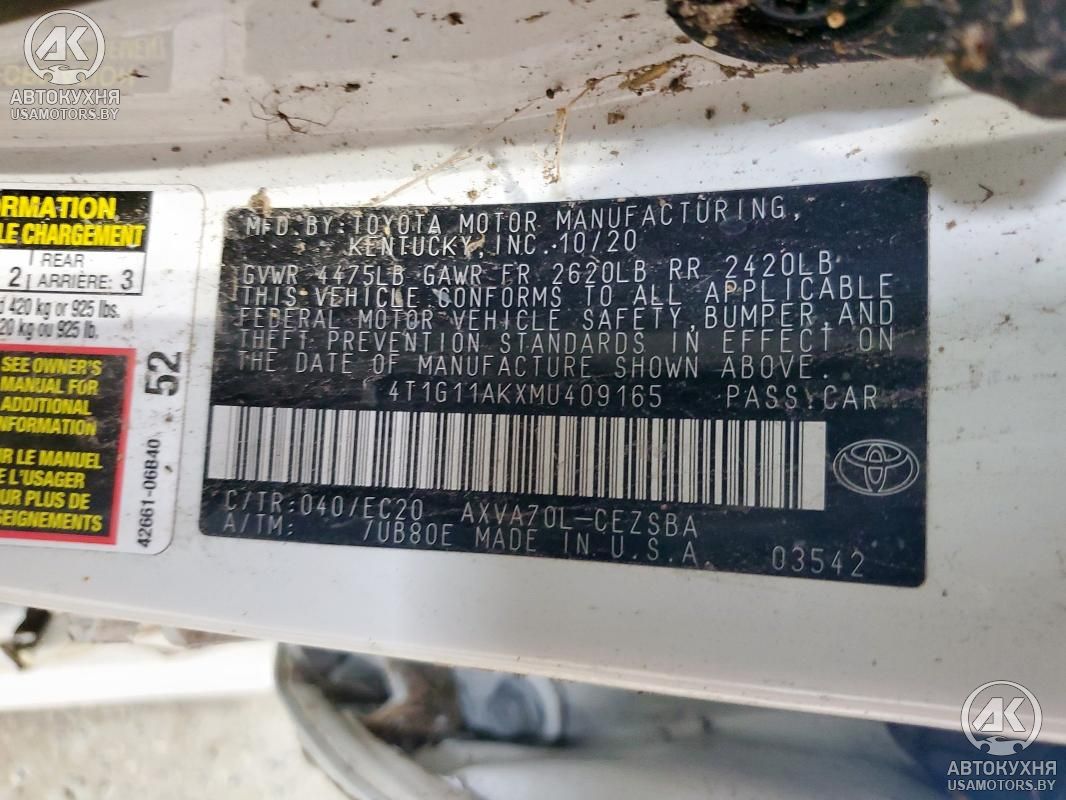 АК
АВТОКУХНЯ
USAMOTORS.BY
ORMATION
LE CHARGEMENT
REAR
2 ARRIÈRE: 3
d 420 kg or 925 lbs.
20 kg ou 925 lb.
SEE OWNER'S
MANUAL FOR
ADDITIONAL
INFORMATION
IR LE MANUEL
E L'USAGER
OUR PLUS DE
SEIGNEMENTS
52
42661-06B40
MFD. BY: TOYOTA MOTOR MANUFACTURING,
KENTUCKY, INC. 10/20
GVWR 4475LB GAWR FR 2620LB RR 2420LB
THIS VEHICLE CONFORMS TO ALL APPLICABLE
FEDERAL MOTOR VEHICLE SAFETY, BUMPER, AND
THEFT PREVENTION STANDARDS IN EFFECT ON
THE DATE OF MANUFACTURE SHOWN ABOVE.
4T1G11AKXMU409165 PASS.CAR
C/TR: 040/EC20 AXVA70L-CEZSBA
A/TM: /UB80E MADE IN U.S.A. 03542
АК
АВТОКУХНЯ
USAMOTORS.BY